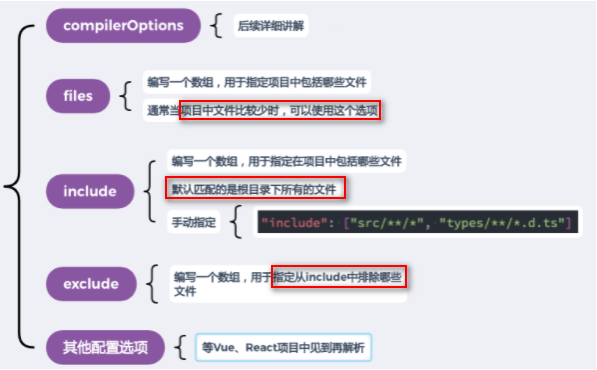 compilerOptions
后续详细讲解
files
编写一个数组，用于指定项目中包括哪些文件
通常当项目中文件比较少时，可以使用这个选项
include
编写一个数组，用于指定在项目中包括哪些文件
默认匹配的是根目录下所有的文件
手动指定
"include": ["src/**/*", "types/**/*.d.ts"]
exclude
编写一个数组，用于指定从include中排除哪些
文件
其他配置选项
等Vue、React项目中见到再解析